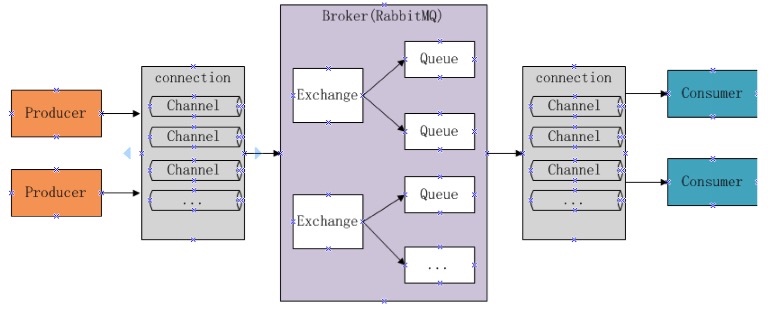 Broker(RabbitMQ)
Producer
Producer
connection
Channel
Channel
Channel
...
Exchange
Queue
Queue
Exchange
Queue
...
connection
Channel
Channel
Channel
...
Consumer
Consumer